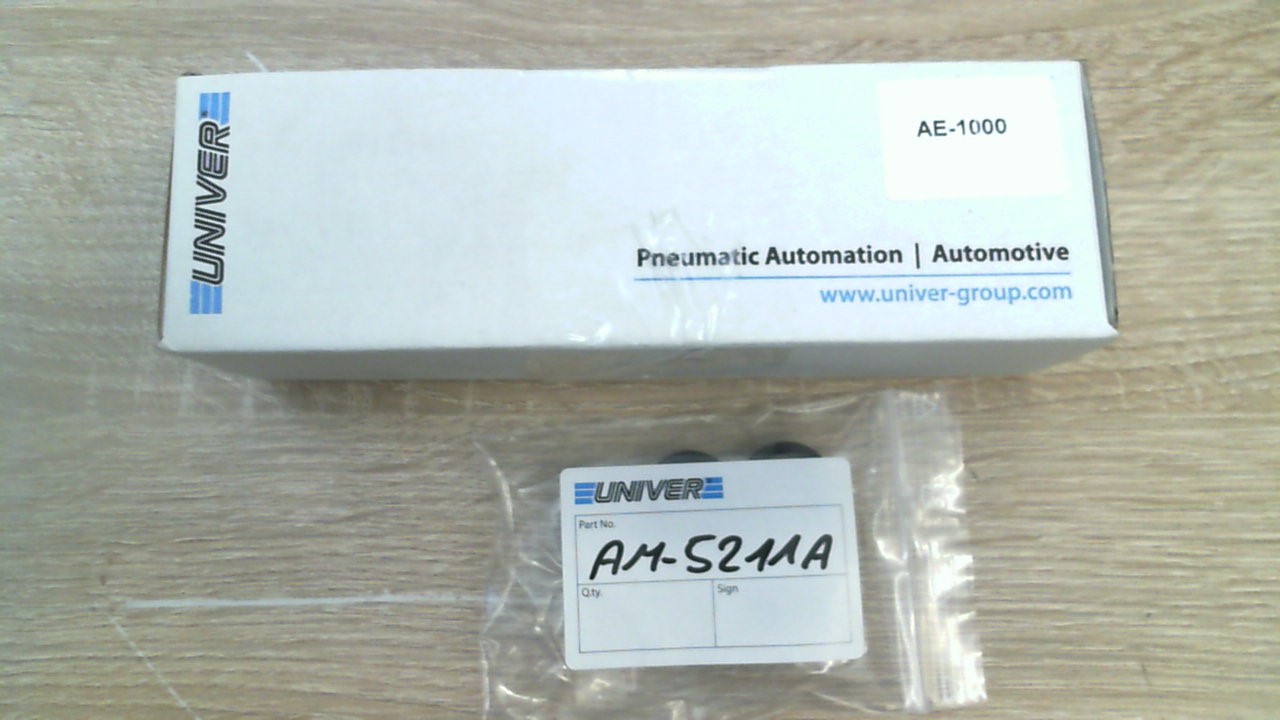 UNIVER®
AE-1000
Pneumatic Automation | Automotive
www.univer-group.com
UNIVER
Part No.
AM-5211A
Q.ty.
Sign